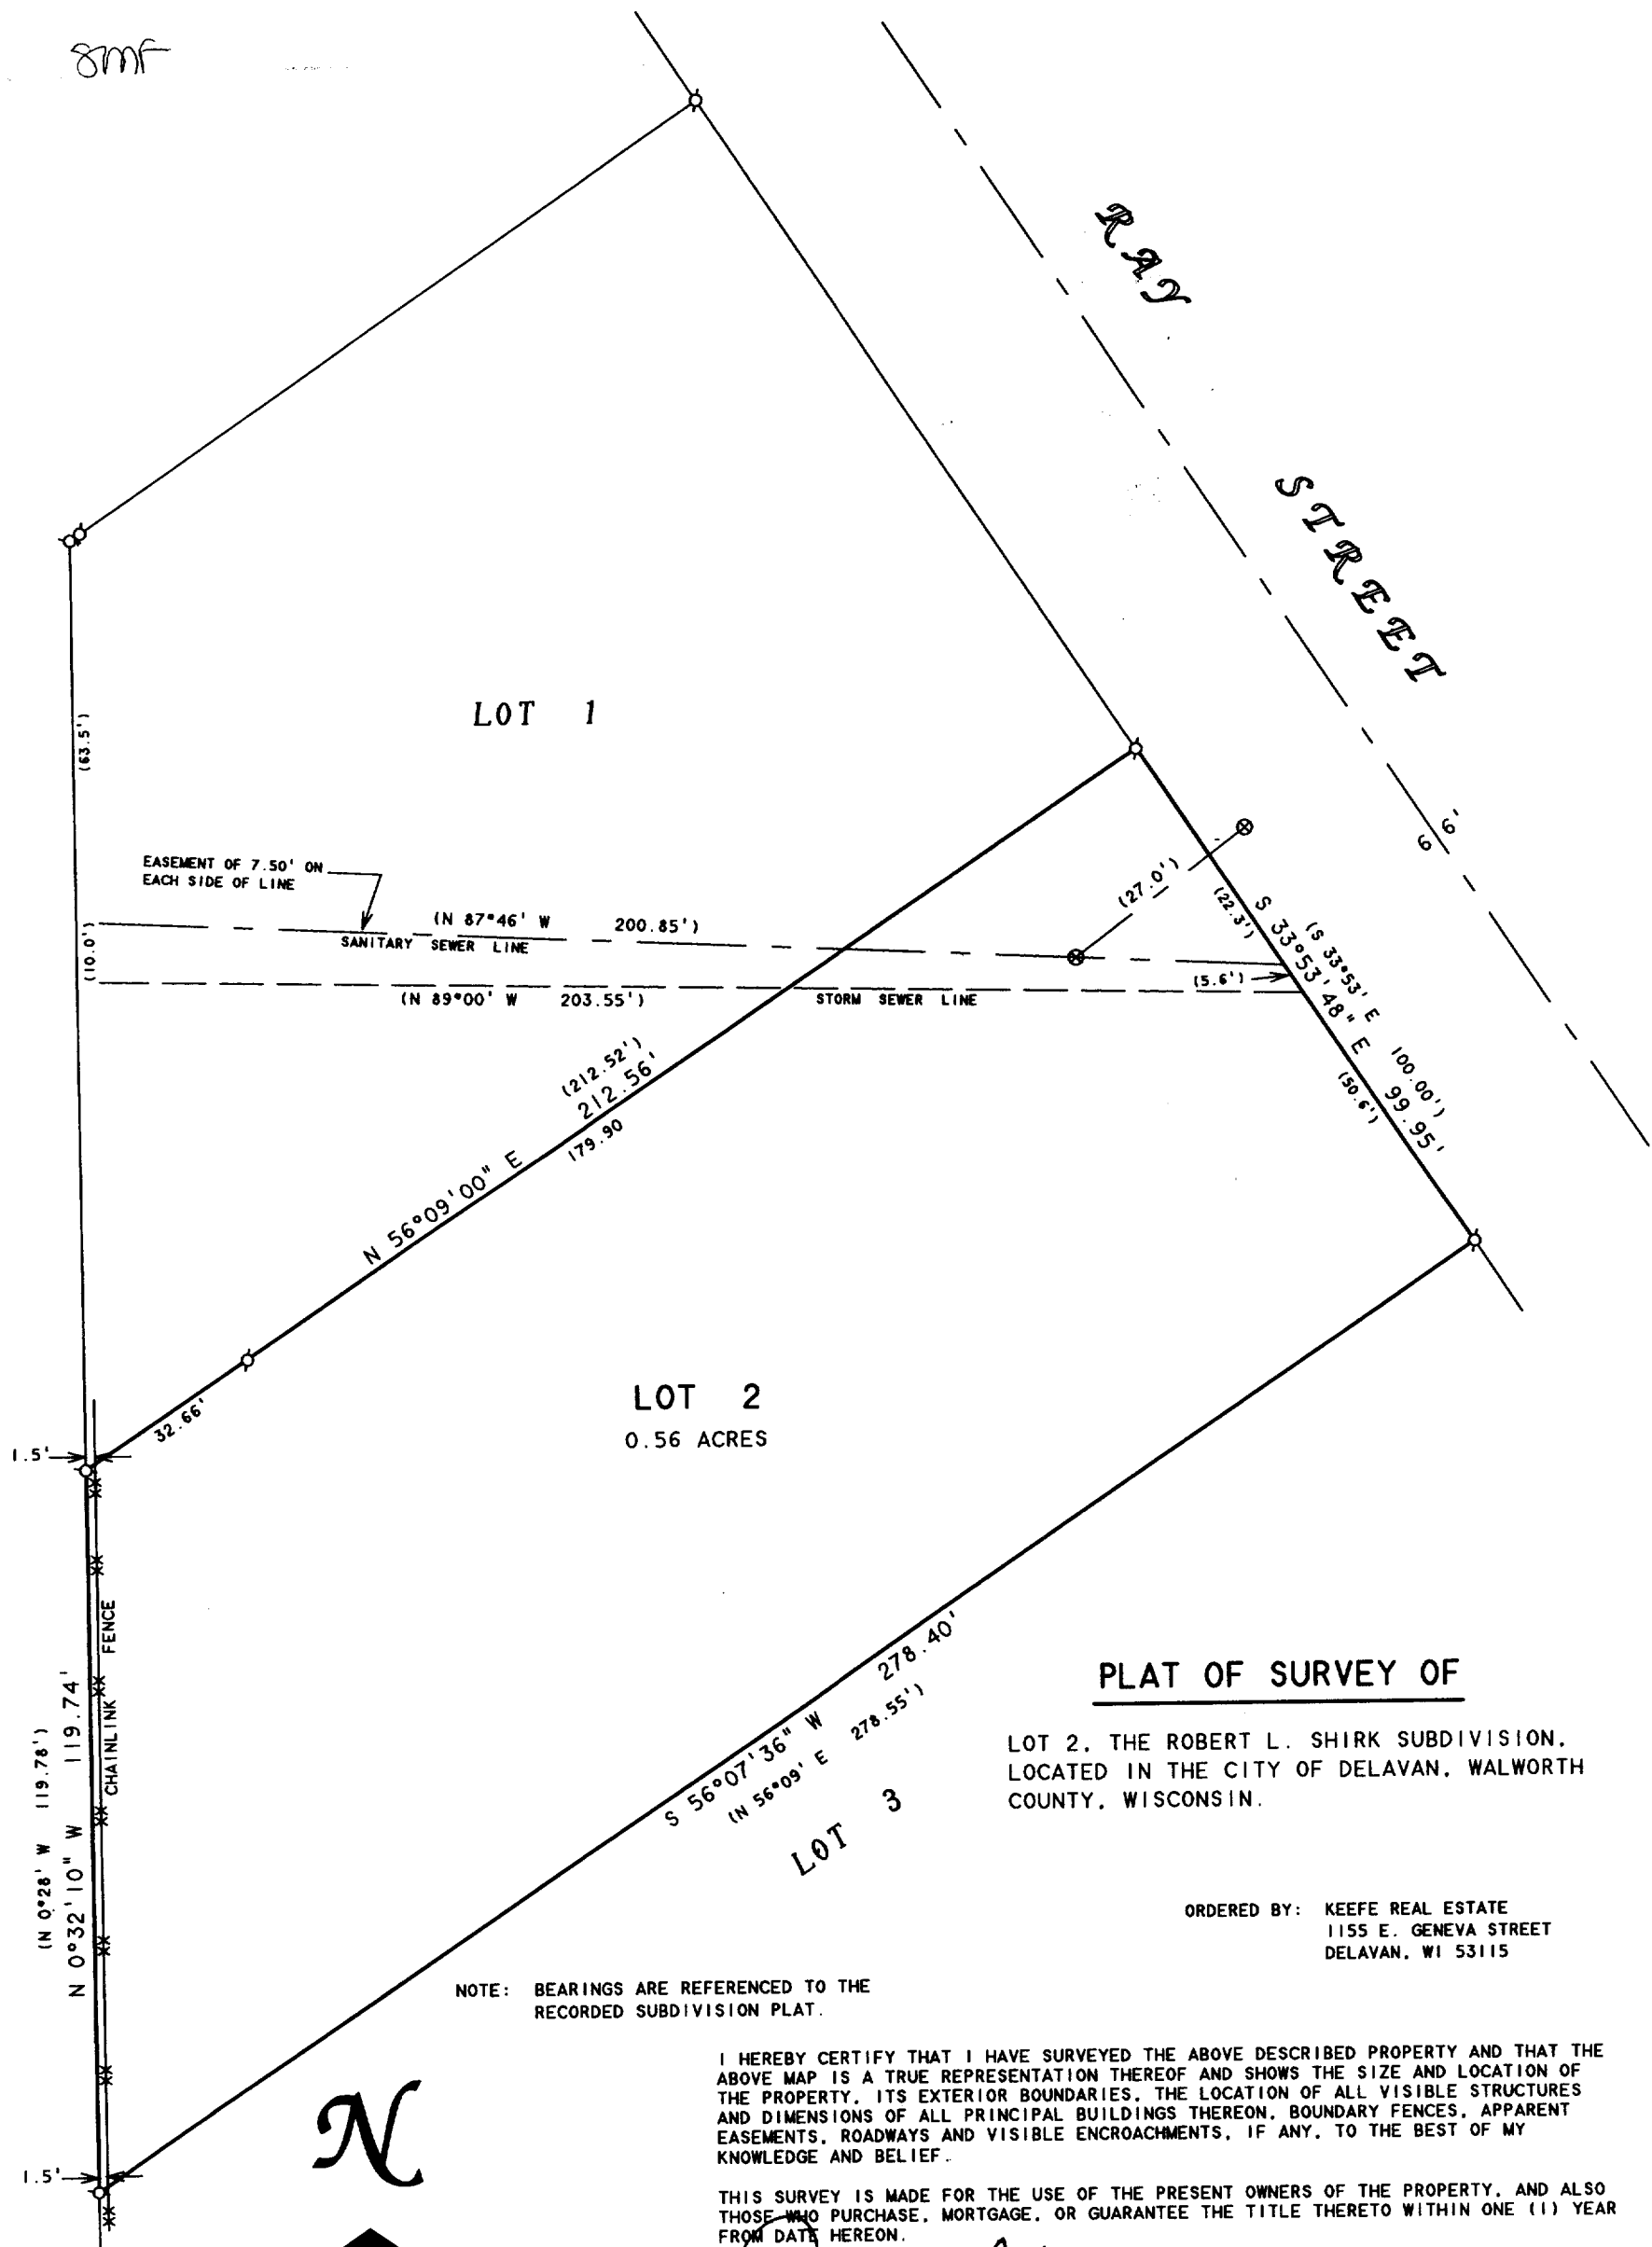 SMF
RAY
STREET
LOT 1
(63.5')
66'
EASEMENT OF 7.50' ON
EACH SIDE OF LINE
(10.0')
(N 87°46' W 200.85')
SANITARY SEWER LINE
(27.0')
(22.3')
(N 89°00' W 203.55')
STORM SEWER LINE
(5.6')
(S 33°53' E 100.00')
S 33°53'48" E 99.95'
(50.6')
(212.52')
N 56°09'00" E 212.56'
179.90
32.66'
LOT 2
0.56 ACRES
1.5'
CHAINLINK FENCE
(N 0°28' W 119.78')
N 0°32'10" W 119.74'
S 56°07'36" W 278.40'
(N 56°09' E 278.55')
LOT 3
PLAT OF SURVEY OF
LOT 2, THE ROBERT L. SHIRK SUBDIVISION,
LOCATED IN THE CITY OF DELAVAN, WALWORTH
COUNTY, WISCONSIN.
ORDERED BY: KEEFE REAL ESTATE
1155 E. GENEVA STREET
DELAVAN, WI 53115
NOTE: BEARINGS ARE REFERENCED TO THE
RECORDED SUBDIVISION PLAT.
I HEREBY CERTIFY THAT I HAVE SURVEYED THE ABOVE DESCRIBED PROPERTY AND THAT THE
ABOVE MAP IS A TRUE REPRESENTATION THEREOF AND SHOWS THE SIZE AND LOCATION OF
THE PROPERTY, ITS EXTERIOR BOUNDARIES, THE LOCATION OF ALL VISIBLE STRUCTURES
AND DIMENSIONS OF ALL PRINCIPAL BUILDINGS THEREON, BOUNDARY FENCES, APPARENT
EASEMENTS, ROADWAYS AND VISIBLE ENCROACHMENTS, IF ANY, TO THE BEST OF MY
KNOWLEDGE AND BELIEF.
N
1.5'
THIS SURVEY IS MADE FOR THE USE OF THE PRESENT OWNERS OF THE PROPERTY, AND ALSO
THOSE WHO PURCHASE, MORTGAGE, OR GUARANTEE THE TITLE THERETO WITHIN ONE (1) YEAR
FROM DATE HEREON.